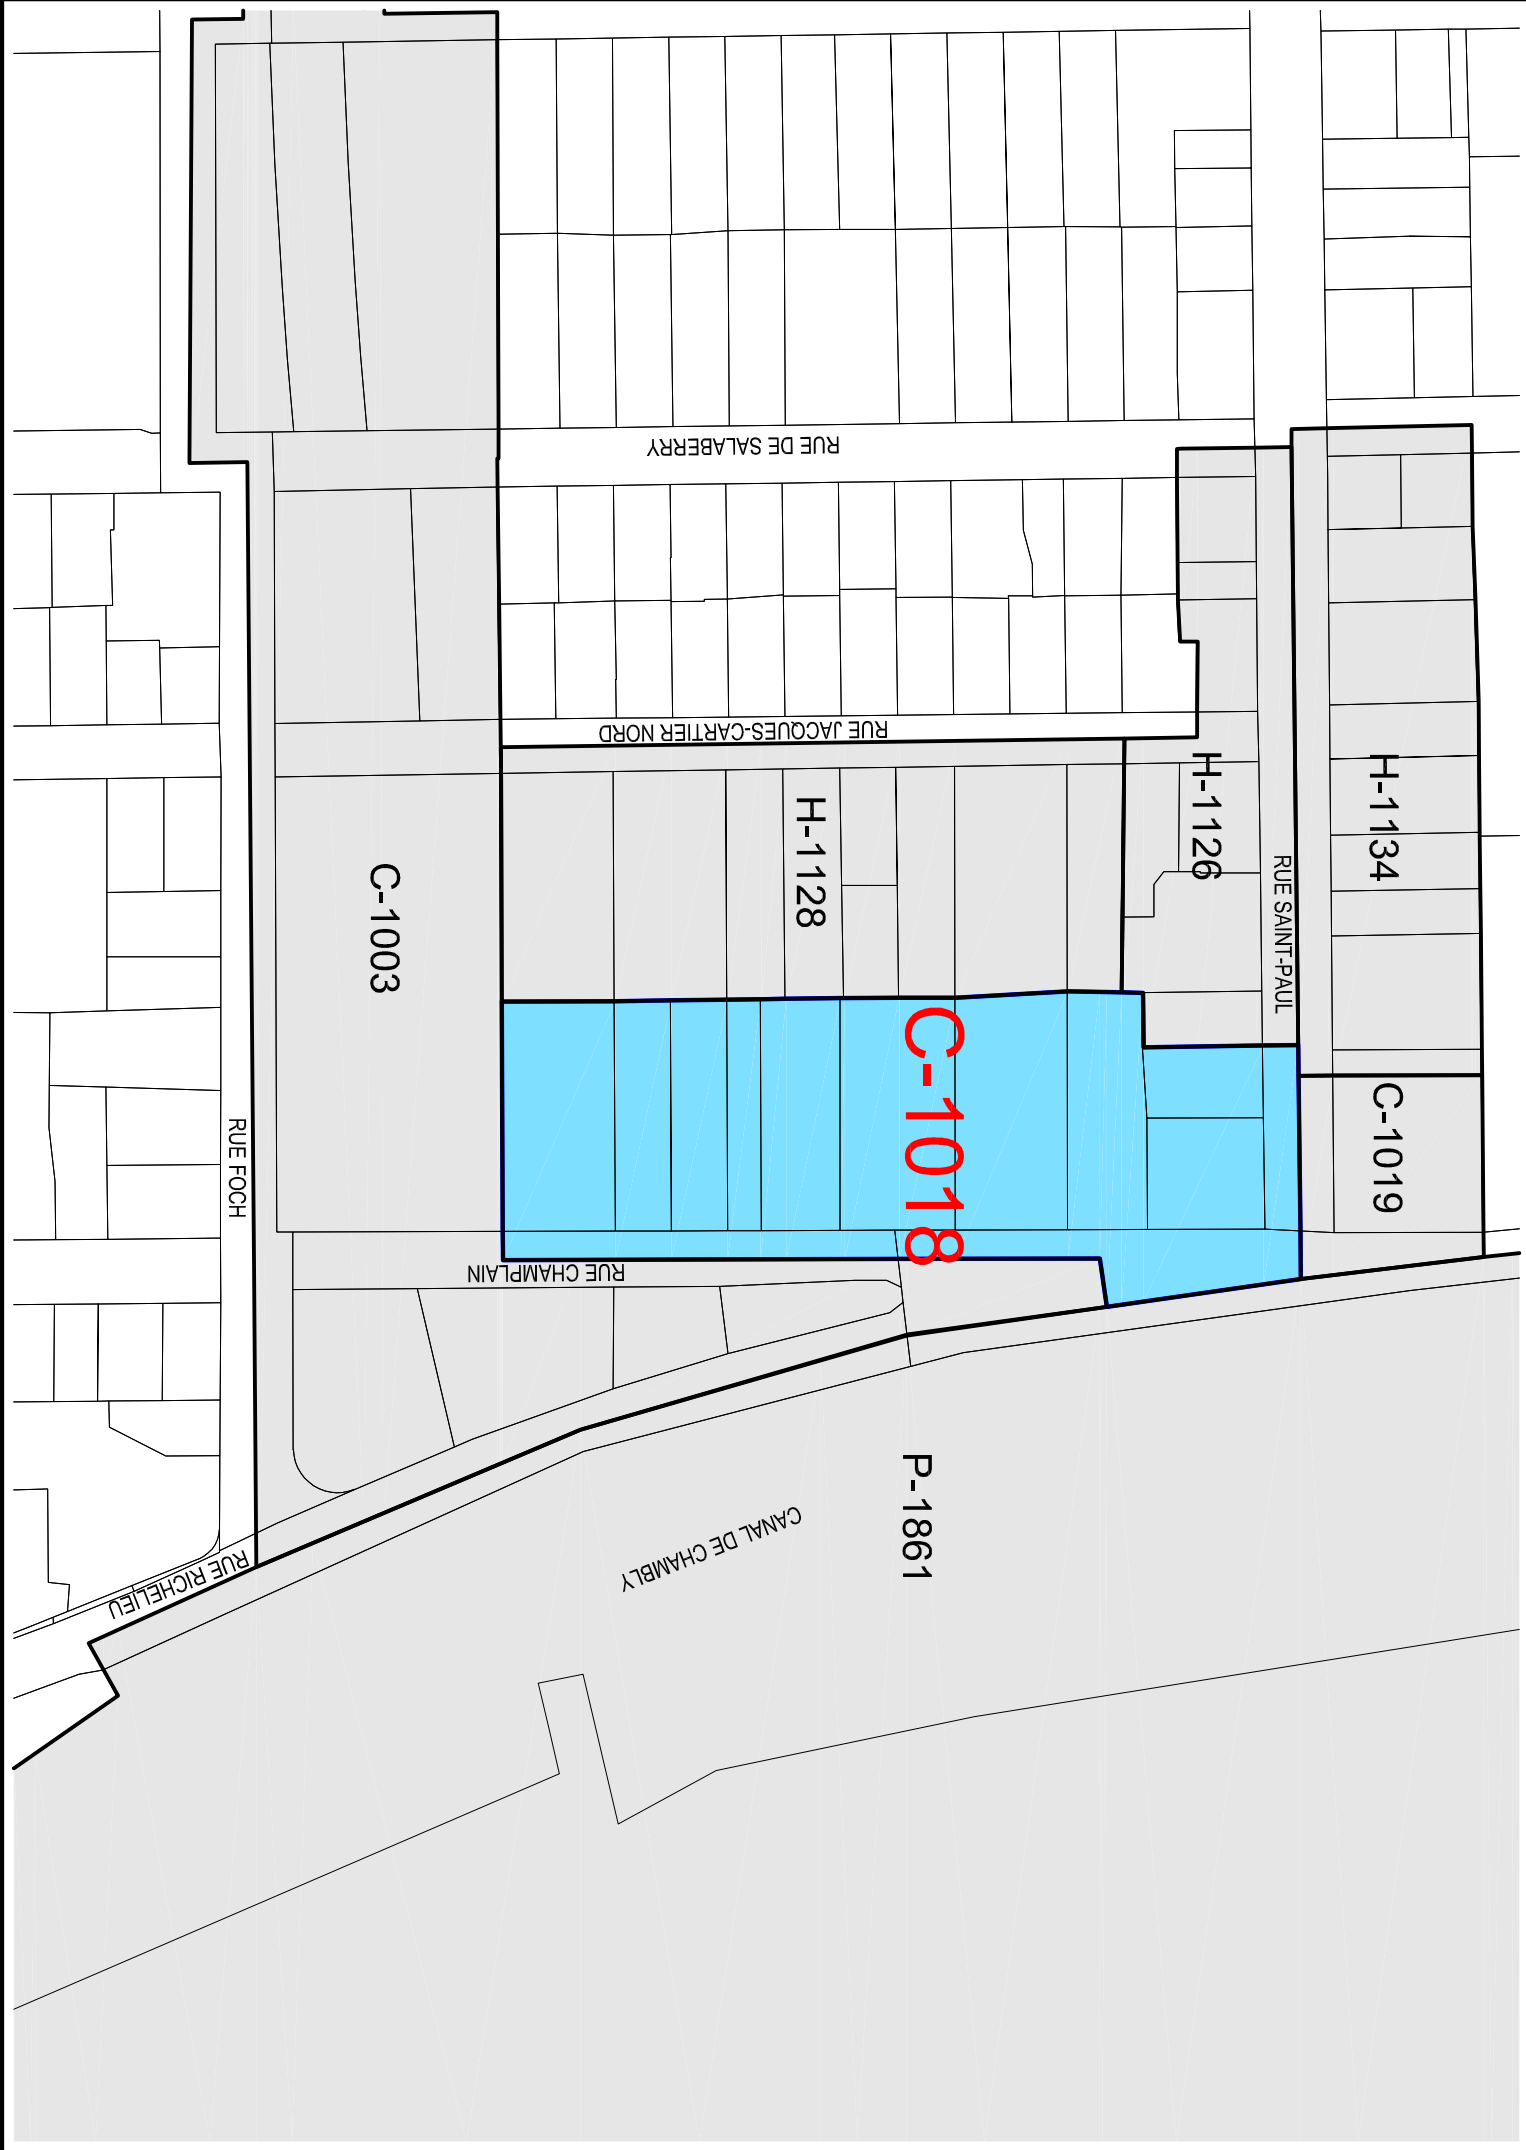 RUE DE SALABERRY
RUE JACQUES-CARTIER NORD
H-1126
H-1134
H-1128
C-1003
RUE SAINT-PAUL
C-1018
C-1019
RUE FOCH
RUE CHAMPLAIN
P-1861
CANAL DE CHAMBLY
RUE RICHELIEU